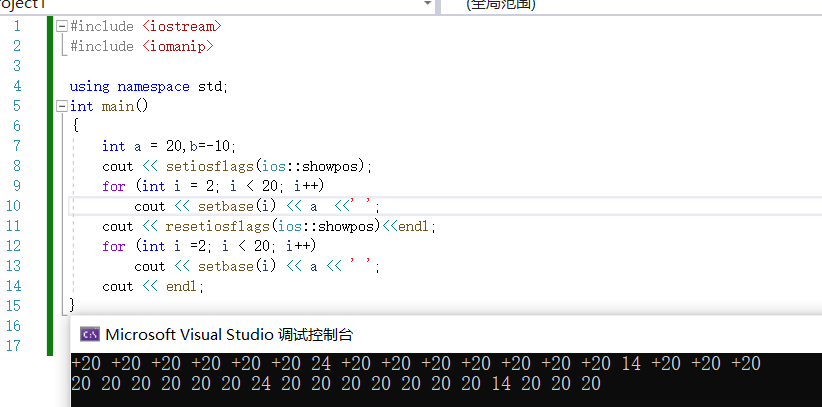 roject1 (全局范围)
1 #include <iostream>
2 #include <iomanip>
3
4 using namespace std;
5 int main()
6 {
7 int a = 20,b=-10;
8 cout << setiosflags(ios::showpos);
9 for (int i = 2; i < 20; i++)
10 cout << setbase(i) << a  <<' ';
11 cout << resetiosflags(ios::showpos)<<endl;
12 for (int i =2; i < 20; i++)
13 cout << setbase(i) << a << ' ';
14 cout << endl;
15 }
16
17
Microsoft Visual Studio 调试控制台
+20 +20 +20 +20 +20 +20 24 +20 +20 +20 +20 +20 +20 +20 14 +20 +20 +20
20 20 20 20 20 20 24 20 20 20 20 20 20 20 14 20 20 20